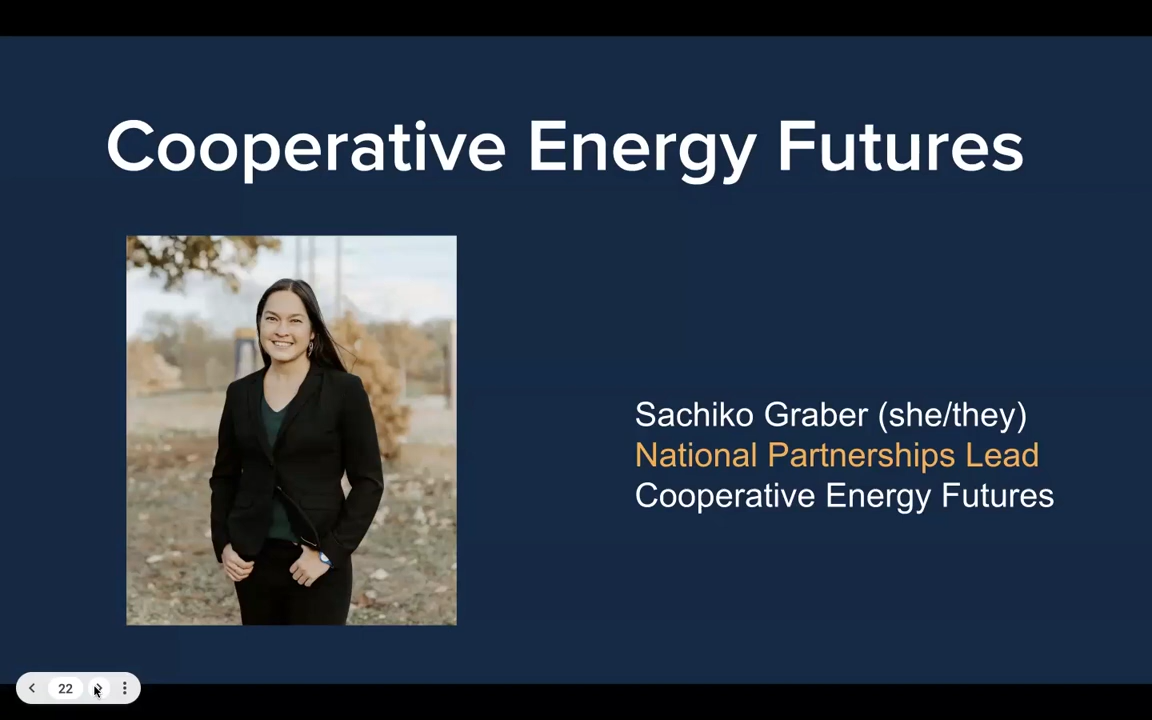 Cooperative Energy Futures
Sachiko Graber (she/they)
National Partnerships Lead
Cooperative Energy Futures
22